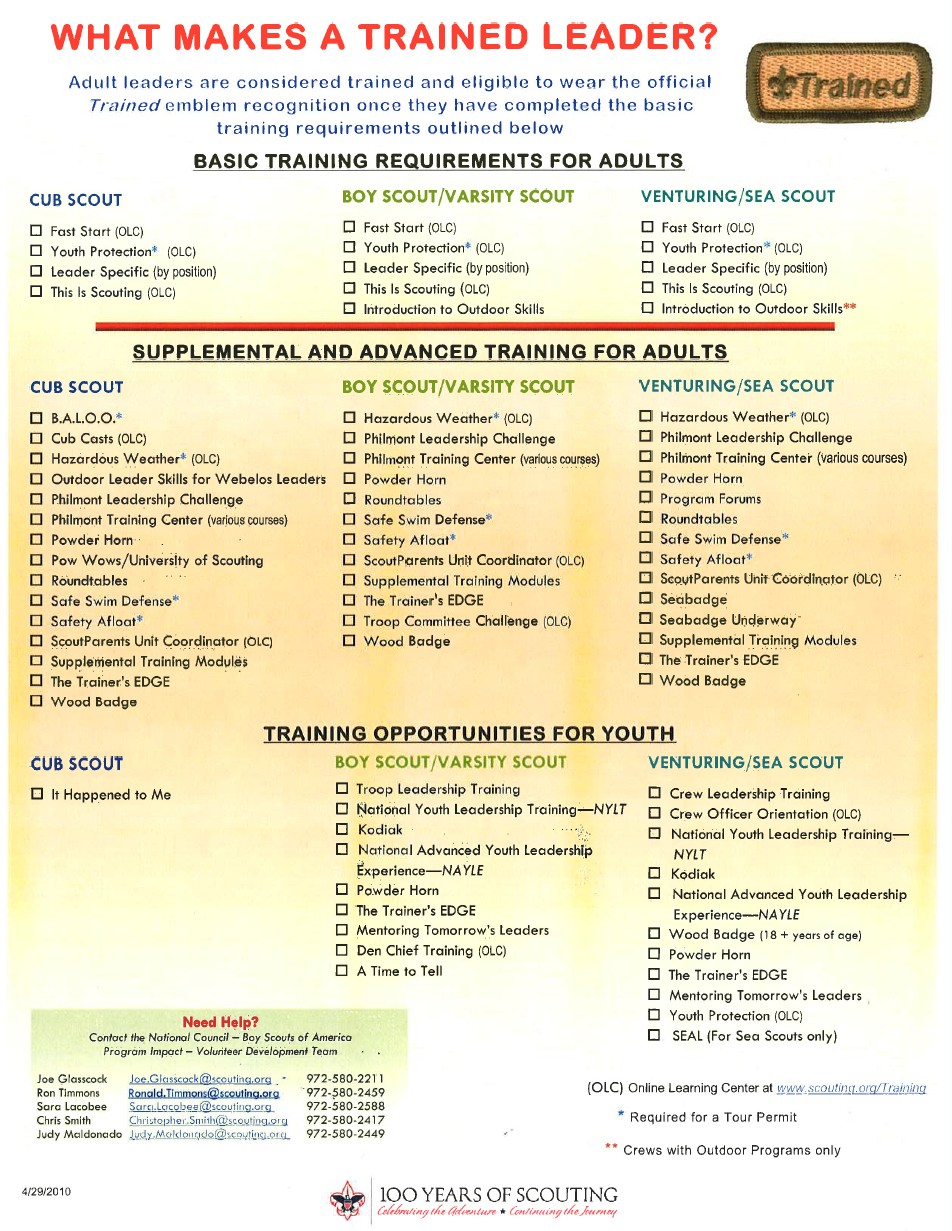 WHAT MAKES A TRAINED LEADER?
Trained
Adult leaders are considered trained and eligible to wear the official
Trained emblem recognition once they have completed the basic
training requirements outlined below
BASIC TRAINING REQUIREMENTS FOR ADULTS
CUB SCOUT
Fast Start (OLC)
Youth Protection* (OLC)
Leader Specific (by position)
This Is Scouting (OLC)
BOY SCOUT/VARSITY SCOUT
Fast Start (OLC)
Youth Protection* (OLC)
Leader Specific (by position)
This Is Scouting (OLC)
Introduction to Outdoor Skills
VENTURING/SEA SCOUT
Fast Start (OLC)
Youth Protection* (OLC)
Leader Specific (by position)
This Is Scouting (OLC)
Introduction to Outdoor Skills**
SUPPLEMENTAL AND ADVANCED TRAINING FOR ADULTS
CUB SCOUT
B.A.L.O.O.*
Cub Casts (OLC)
Hazardous Weather* (OLC)
Outdoor Leader Skills for Webelos Leaders
Philmont Leadership Challenge
Philmont Training Center (various courses)
Powder Horn
Pow Wows/University of Scouting
Roundtables
Safe Swim Defense*
Safety Afloat*
ScoutParents Unit Coordinator (OLC)
Supplemental Training Modules
The Trainer's EDGE
Wood Badge
BOY SCOUT/VARSITY SCOUT
Hazardous Weather* (OLC)
Philmont Leadership Challenge
Philmont Training Center (various courses)
Powder Horn
Roundtables
Safe Swim Defense*
Safety Afloat*
ScoutParents Unit Coordinator (OLC)
Supplemental Training Modules
The Trainer's EDGE
Troop Committee Challenge (OLC)
Wood Badge
VENTURING/SEA SCOUT
Hazardous Weather* (OLC)
Philmont Leadership Challenge
Philmont Training Center (various courses)
Powder Horn
Program Forums
Roundtables
Safe Swim Defense*
Safety Afloat*
ScoutParents Unit Coordinator (OLC)
Seabadge
Seabadge Underway
Supplemental Training Modules
The Trainer's EDGE
Wood Badge
TRAINING OPPORTUNITIES FOR YOUTH
CUB SCOUT
It Happened to Me
BOY SCOUT/VARSITY SCOUT
Troop Leadership Training
National Youth Leadership Training—NYLT
Kodiak
National Advanced Youth Leadership
Experience—NAYLE
Powder Horn
The Trainer's EDGE
Mentoring Tomorrow's Leaders
Den Chief Training (OLC)
A Time to Tell
VENTURING/SEA SCOUT
Crew Leadership Training
Crew Officer Orientation (OLC)
National Youth Leadership Training—
NYLT
Kodiak
National Advanced Youth Leadership
Experience—NAYLE
Wood Badge (18 + years of age)
Powder Horn
The Trainer's EDGE
Mentoring Tomorrow's Leaders
Youth Protection (OLC)
SEAL (For Sea Scouts only)
Need Help?
Contact the National Council – Boy Scouts of America
Program Impact – Volunteer Development Team
Joe Glasscock Joe.Glasscock@scouting.org 972-580-2211
Ron Timmons Ronald.Timmons@scouting.org 972-580-2459
Sara Lacobee Sara.Lacobee@scouting.org 972-580-2588
Chris Smith Christopher.Smith@scouting.org 972-580-2417
Judy Maldonado Judy.Maldonado@scouting.org 972-580-2449
(OLC) Online Learning Center at www.scouting.org/Training
* Required for a Tour Permit
** Crews with Outdoor Programs only
4/29/2010
100 YEARS OF SCOUTING
Celebrating the Adventure ★ Continuing the Journey